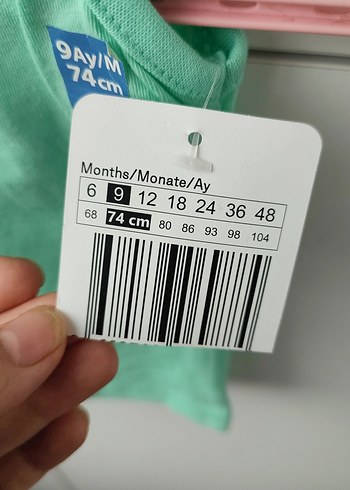 9Ay/M
74cm
Months/Monate/Ay
6 9 12 18 24 36 48
68 74 cm 80 86 93 98 104